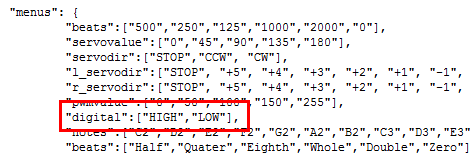 "menus": {
"beats":["500","250","125","1000","2000","0"],
"servovalue":["0","45","90","135","180"],
"servodir":["STOP","CCW", "CW"],
"l_servodir":["STOP", "+5", "+4", "+3", "+2", "+1", "-1",
"r_servodir":["STOP", "+5", "+4", "+3", "+2", "+1", "-1",
"pwmvalue":["0","50","100","150","255"],
"digital":["HIGH","LOW"],
"notes":["C2","D2","E2","F2","G2","A2","B2","C3","D3","E3"
"beats":["Half","Quater","Eighth","Whole","Double","Zero"]